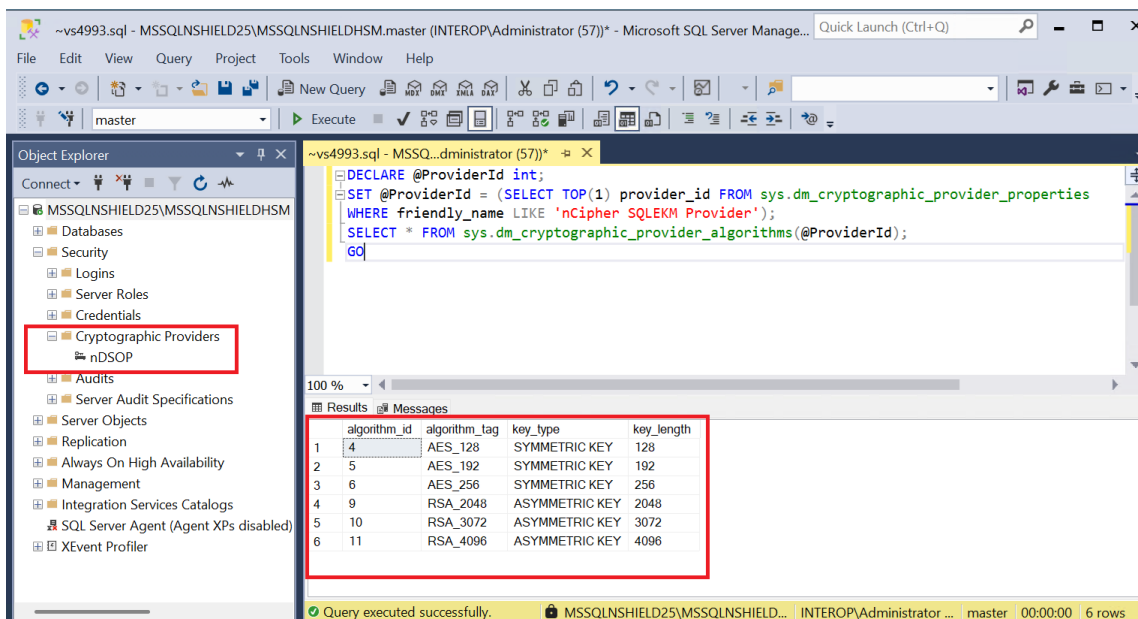 ~vs4993.sql - MSSQLNSHIELD25\MSSQLNSHIELDHSM.master (INTEROP\Administrator (57))* - Microsoft SQL Server Manage... Quick Launch (Ctrl+Q)
File Edit View Query Project Tools Window Help
New Query MDX DMX XMLA DAX
master Execute
Object Explorer
Connect
MSSQLNSHIELD25\MSSQLNSHIELDHSM
Databases
Security
Logins
Server Roles
Credentials
Cryptographic Providers
nDSOP
Audits
Server Audit Specifications
Server Objects
Replication
Always On High Availability
Management
Integration Services Catalogs
SQL Server Agent (Agent XPs disabled)
XEvent Profiler
~vs4993.sql - MSSQ...dministrator (57))*
DECLARE @ProviderId int;
SET @ProviderId = (SELECT TOP(1) provider_id FROM sys.dm_cryptographic_provider_properties
WHERE friendly_name LIKE 'nCipher SQLEKM Provider');
SELECT * FROM sys.dm_cryptographic_provider_algorithms(@ProviderId);
GO
100 %
Results Messages
algorithm_id algorithm_tag key_type key_length
1 4 AES_128 SYMMETRIC KEY 128
2 5 AES_192 SYMMETRIC KEY 192
3 6 AES_256 SYMMETRIC KEY 256
4 9 RSA_2048 ASYMMETRIC KEY 2048
5 10 RSA_3072 ASYMMETRIC KEY 3072
6 11 RSA_4096 ASYMMETRIC KEY 4096
Query executed successfully. MSSQLNSHIELD25\MSSQLNSHIELD... INTEROP\Administrator ... master 00:00:00 6 rows